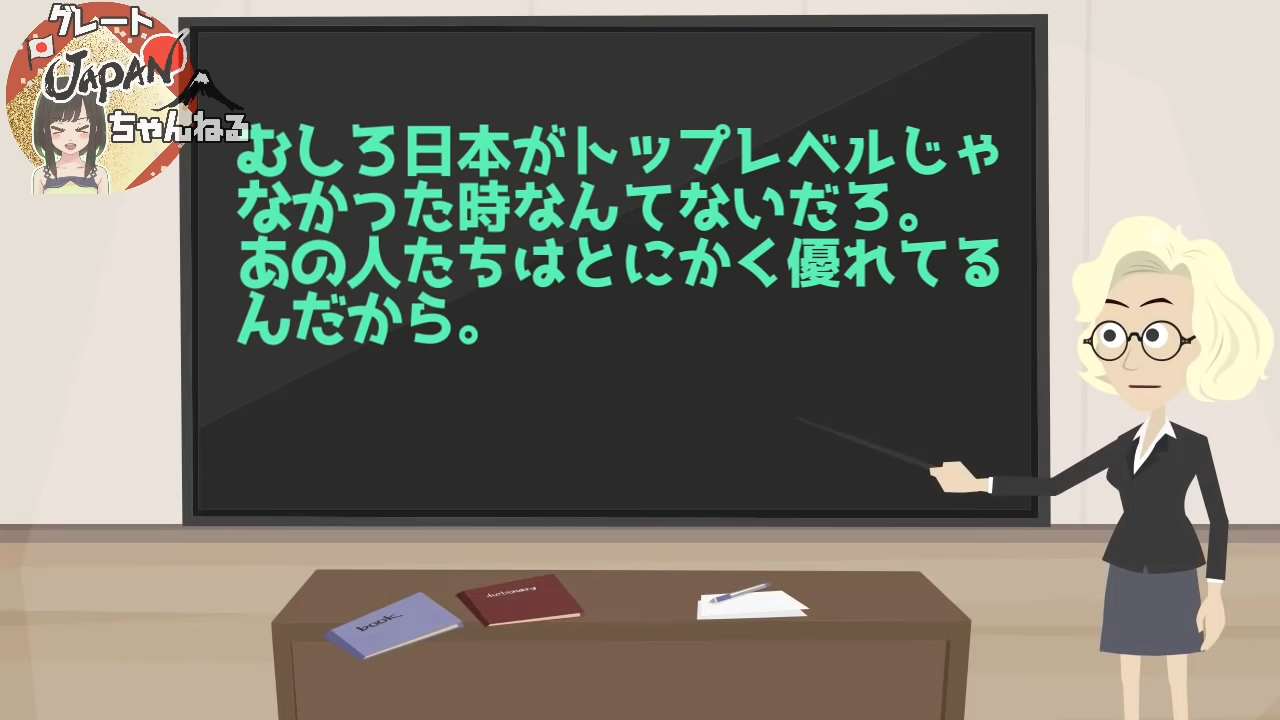 グレート
JAPAN
ちゃんねる
むしろ日本がトップレベルじゃ
なかった時なんてないだろ。
あの人たちはとにかく優れてる
んだから。
book
dictionary